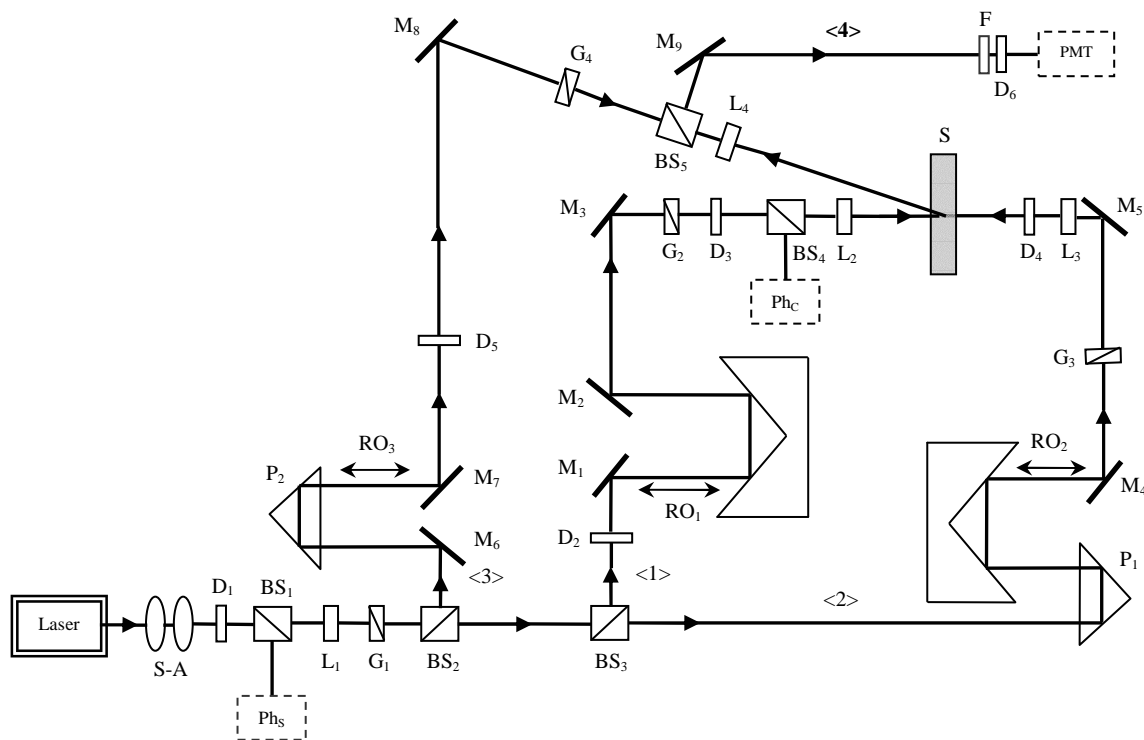 M₈
G₄
M₉
<4>
F
PMT
D₆
L₄
BS₅
S
M₃
G₂
D₃
BS₄
L₂
D₄
L₃
M₅
Ph_C
D₅
G₃
M₂
RO₃
P₂
M₇
M₁
RO₁
RO₂
M₄
D₂
M₆
<3>
<1>
<2>
P₁
D₁
BS₁
Laser
S-A
L₁
G₁
BS₂
BS₃
Ph_S